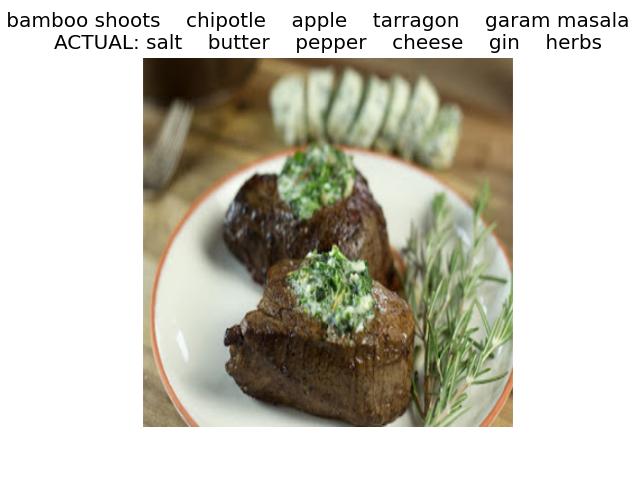 bamboo shoots chipotle apple tarragon garam masala
ACTUAL: salt butter pepper cheese gin herbs